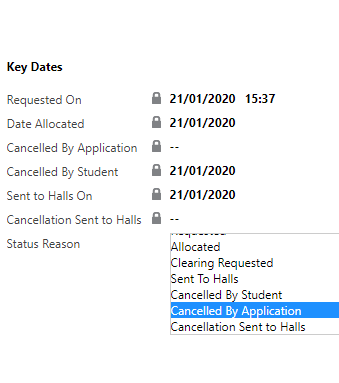 Key Dates
Requested On 21/01/2020 15:37
Date Allocated 21/01/2020
Cancelled By Application --
Cancelled By Student 21/01/2020
Sent to Halls On 21/01/2020
Cancellation Sent to Halls --
Status Reason
Requested
Allocated
Clearing Requested
Sent To Halls
Cancelled By Student
Cancelled By Application
Cancellation Sent to Halls